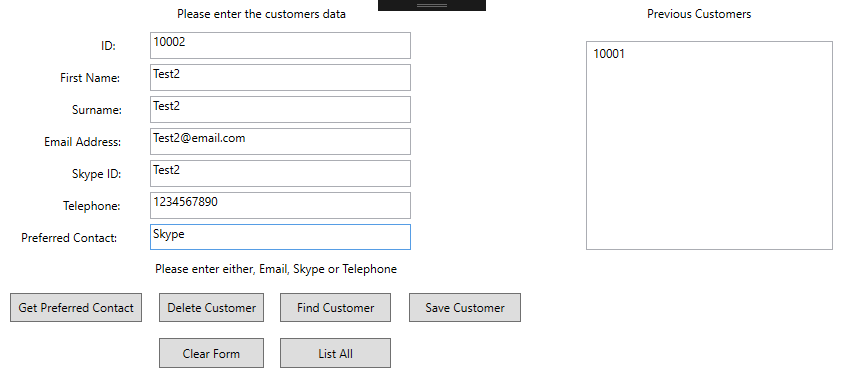 Please enter the customers data
Previous Customers
ID:
10002
10001
First Name:
Test2
Surname:
Test2
Email Address:
Test2@email.com
Skype ID:
Test2
Telephone:
1234567890
Preferred Contact:
Skype
Please enter either, Email, Skype or Telephone
Get Preferred Contact
Delete Customer
Find Customer
Save Customer
Clear Form
List All